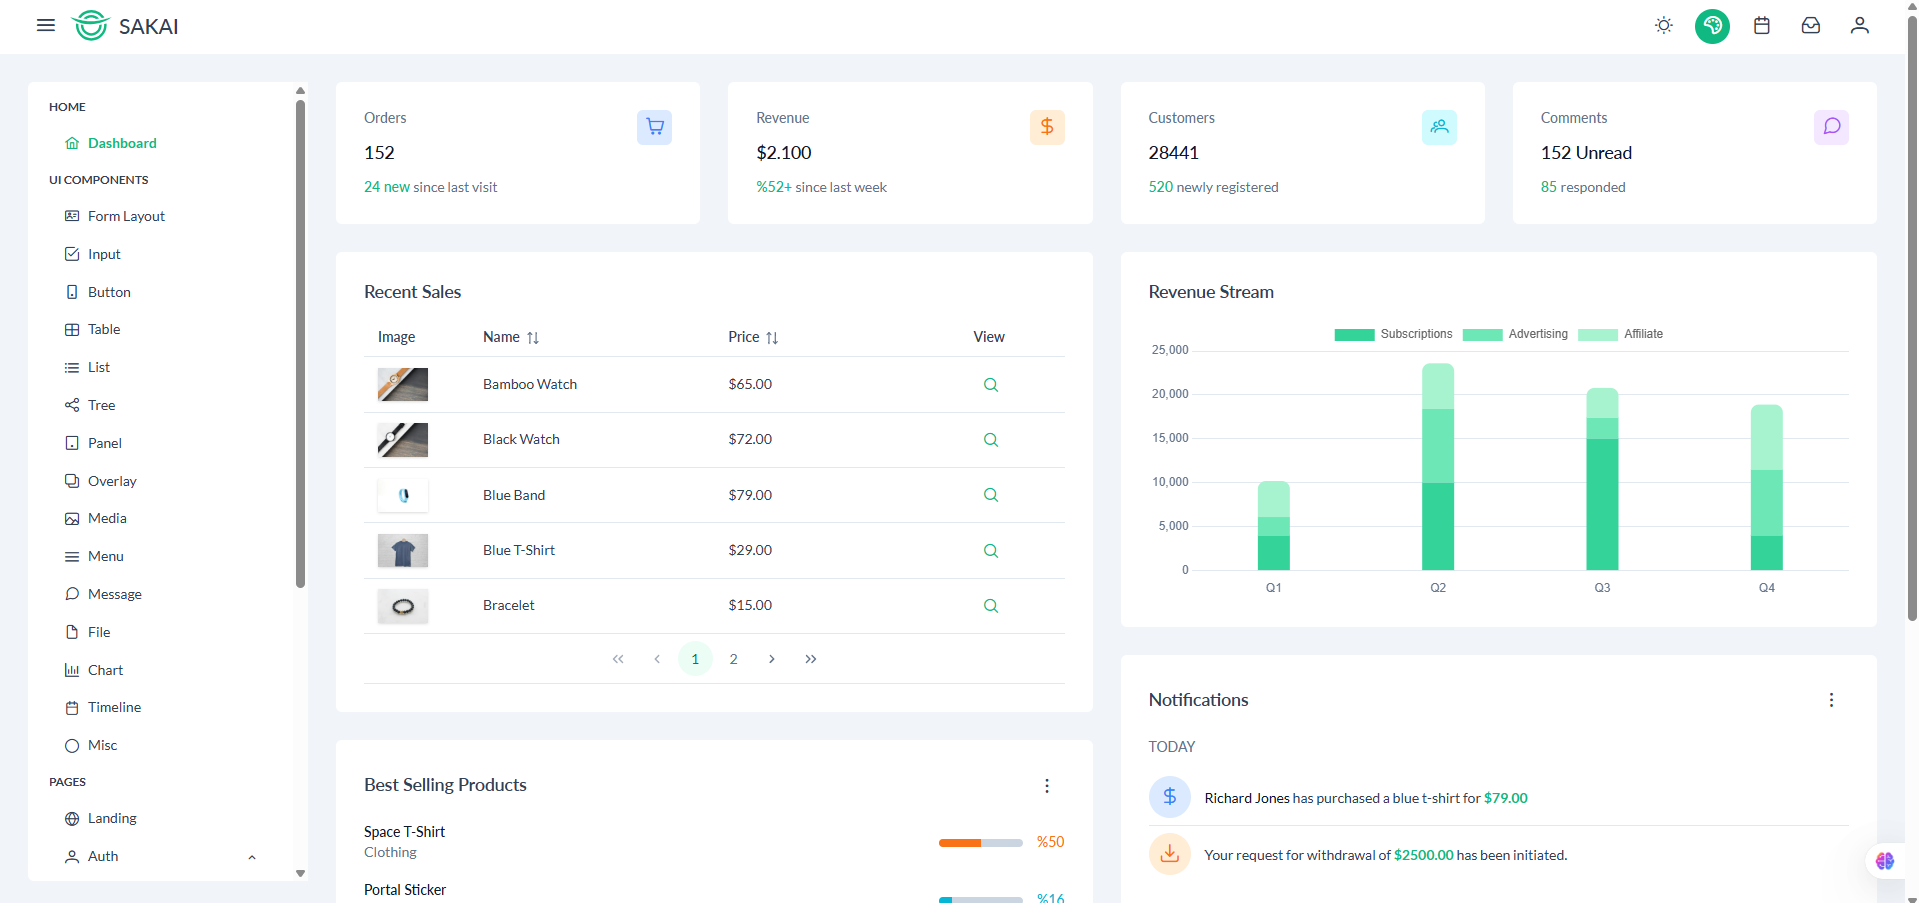 SAKAI
HOME
Dashboard
UI COMPONENTS
Form Layout
Input
Button
Table
List
Tree
Panel
Overlay
Media
Menu
Message
File
Chart
Timeline
Misc
PAGES
Landing
Auth
Orders
152
24 new since last visit
Revenue
$2.100
%52+ since last week
Customers
28441
520 newly registered
Comments
152 Unread
85 responded
Recent Sales
Image Name Price View
Bamboo Watch $65.00
Black Watch $72.00
Blue Band $79.00
Blue T-Shirt $29.00
Bracelet $15.00
1 2
Best Selling Products
Space T-Shirt
Clothing
%50
Portal Sticker
%16
Revenue Stream
Subscriptions Advertising Affiliate
25,000
20,000
15,000
10,000
5,000
0
Q1 Q2 Q3 Q4
Notifications
TODAY
Richard Jones has purchased a blue t-shirt for $79.00
Your request for withdrawal of $2500.00 has been initiated.